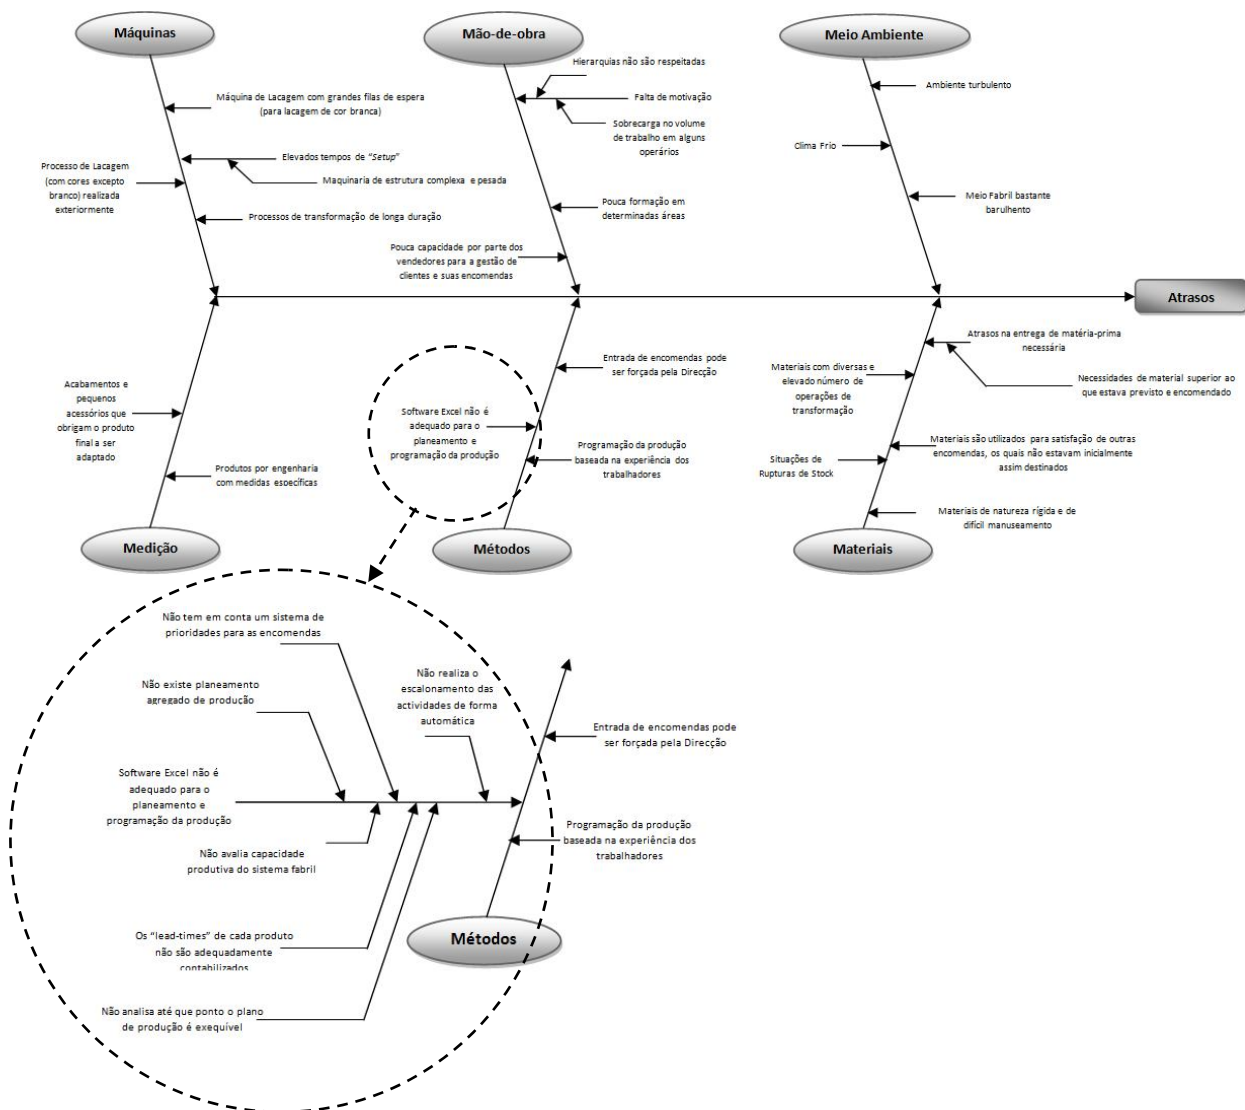 Máquinas
Mão-de-obra
Meio Ambiente
Hierarquias não são respeitadas
Máquina de Lacagem com grandes filas de espera
(para lacagem de cor branca)
Falta de motivação
Sobrecarga no volume
de trabalho em alguns
operários
Ambiente turbulento
Clima Frio
Elevados tempos de “Setup”
Processo de Lacagem
(com cores excepto
branco) realizada
exteriormente
Maquinaria de estrutura complexa e pesada
Processos de transformação de longa duração
Pouca formação em
determinadas áreas
Meio Fabril bastante
barulhento
Pouca capacidade por parte dos
vendedores para a gestão de
clientes e suas encomendas
Atrasos
Atrasos na entrega de matéria-prima
necessária
Entrada de encomendas pode
ser forçada pela Direcção
Materiais com diversas e
elevado número de
operações de
transformação
Necessidades de material superior ao
que estava previsto e encomendado
Acabamentos e
pequenos
acessórios que
obrigam o produto
final a ser
adaptado
Software Excel não é
adequado para o
planeamento e
programação da produção
Programação da produção
baseada na experiência dos
trabalhadores
Materiais são utilizados para satisfação de outras
encomendas, os quais não estavam inicialmente
assim destinados
Situações de
Rupturas de Stock
Produtos por engenharia
com medidas específicas
Materiais de natureza rígida e de
difícil manuseamento
Medição
Métodos
Materiais
Não tem em conta um sistema de
prioridades para as encomendas
Não existe planeamento
agregado de produção
Não realiza o
escalonamento das
actividades de forma
automática
Entrada de encomendas pode
ser forçada pela Direcção
Software Excel não é
adequado para o
planeamento e
programação da produção
Programação da produção
baseada na experiência dos
trabalhadores
Não avalia capacidade
produtiva do sistema fabril
Os “lead-times” de cada produto
não são adequadamente
contabilizados
Métodos
Não analisa até que ponto o plano
de produção é exequível